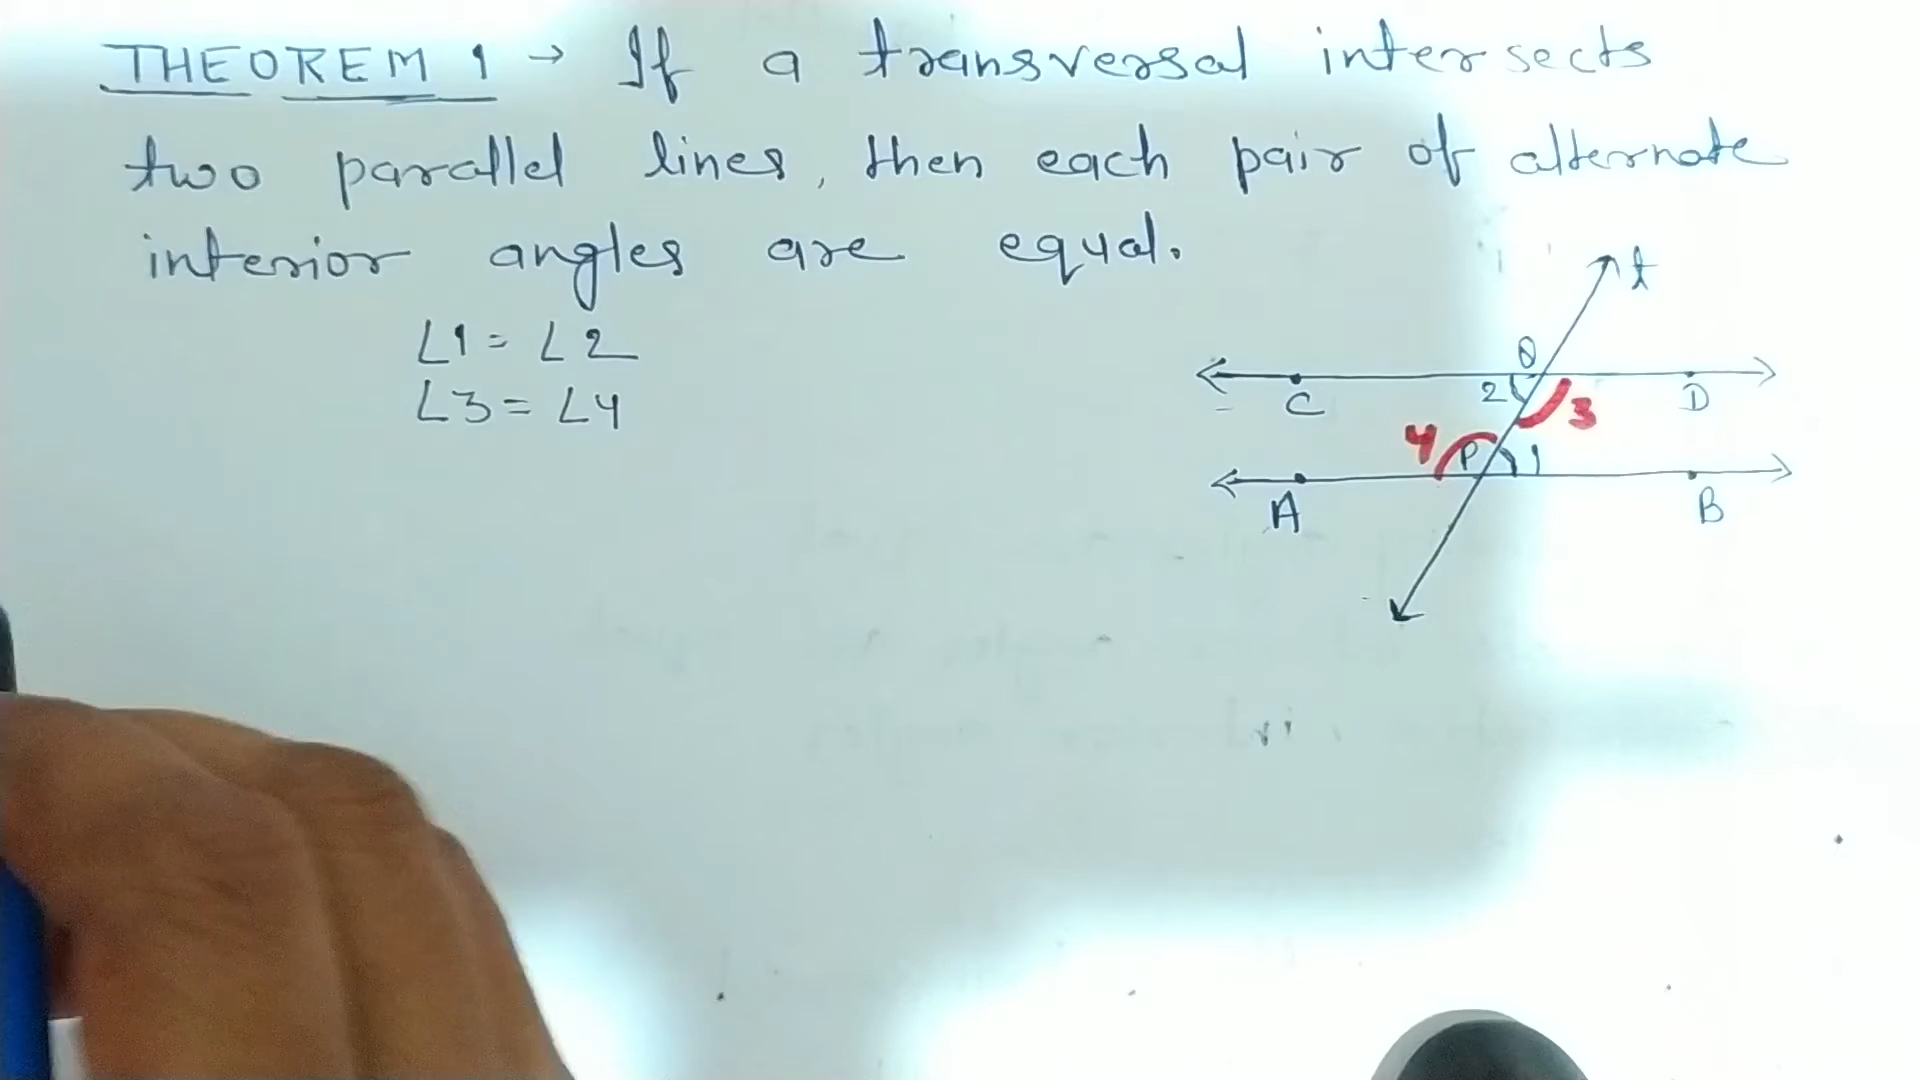 THEOREM 1 → If a transversal intersects
two parallel lines, then each pair of alternate
interior angles are equal.
∠1 = ∠2
∠3 = ∠4
t
Q
2
3
C
D
4
P
1
A
B